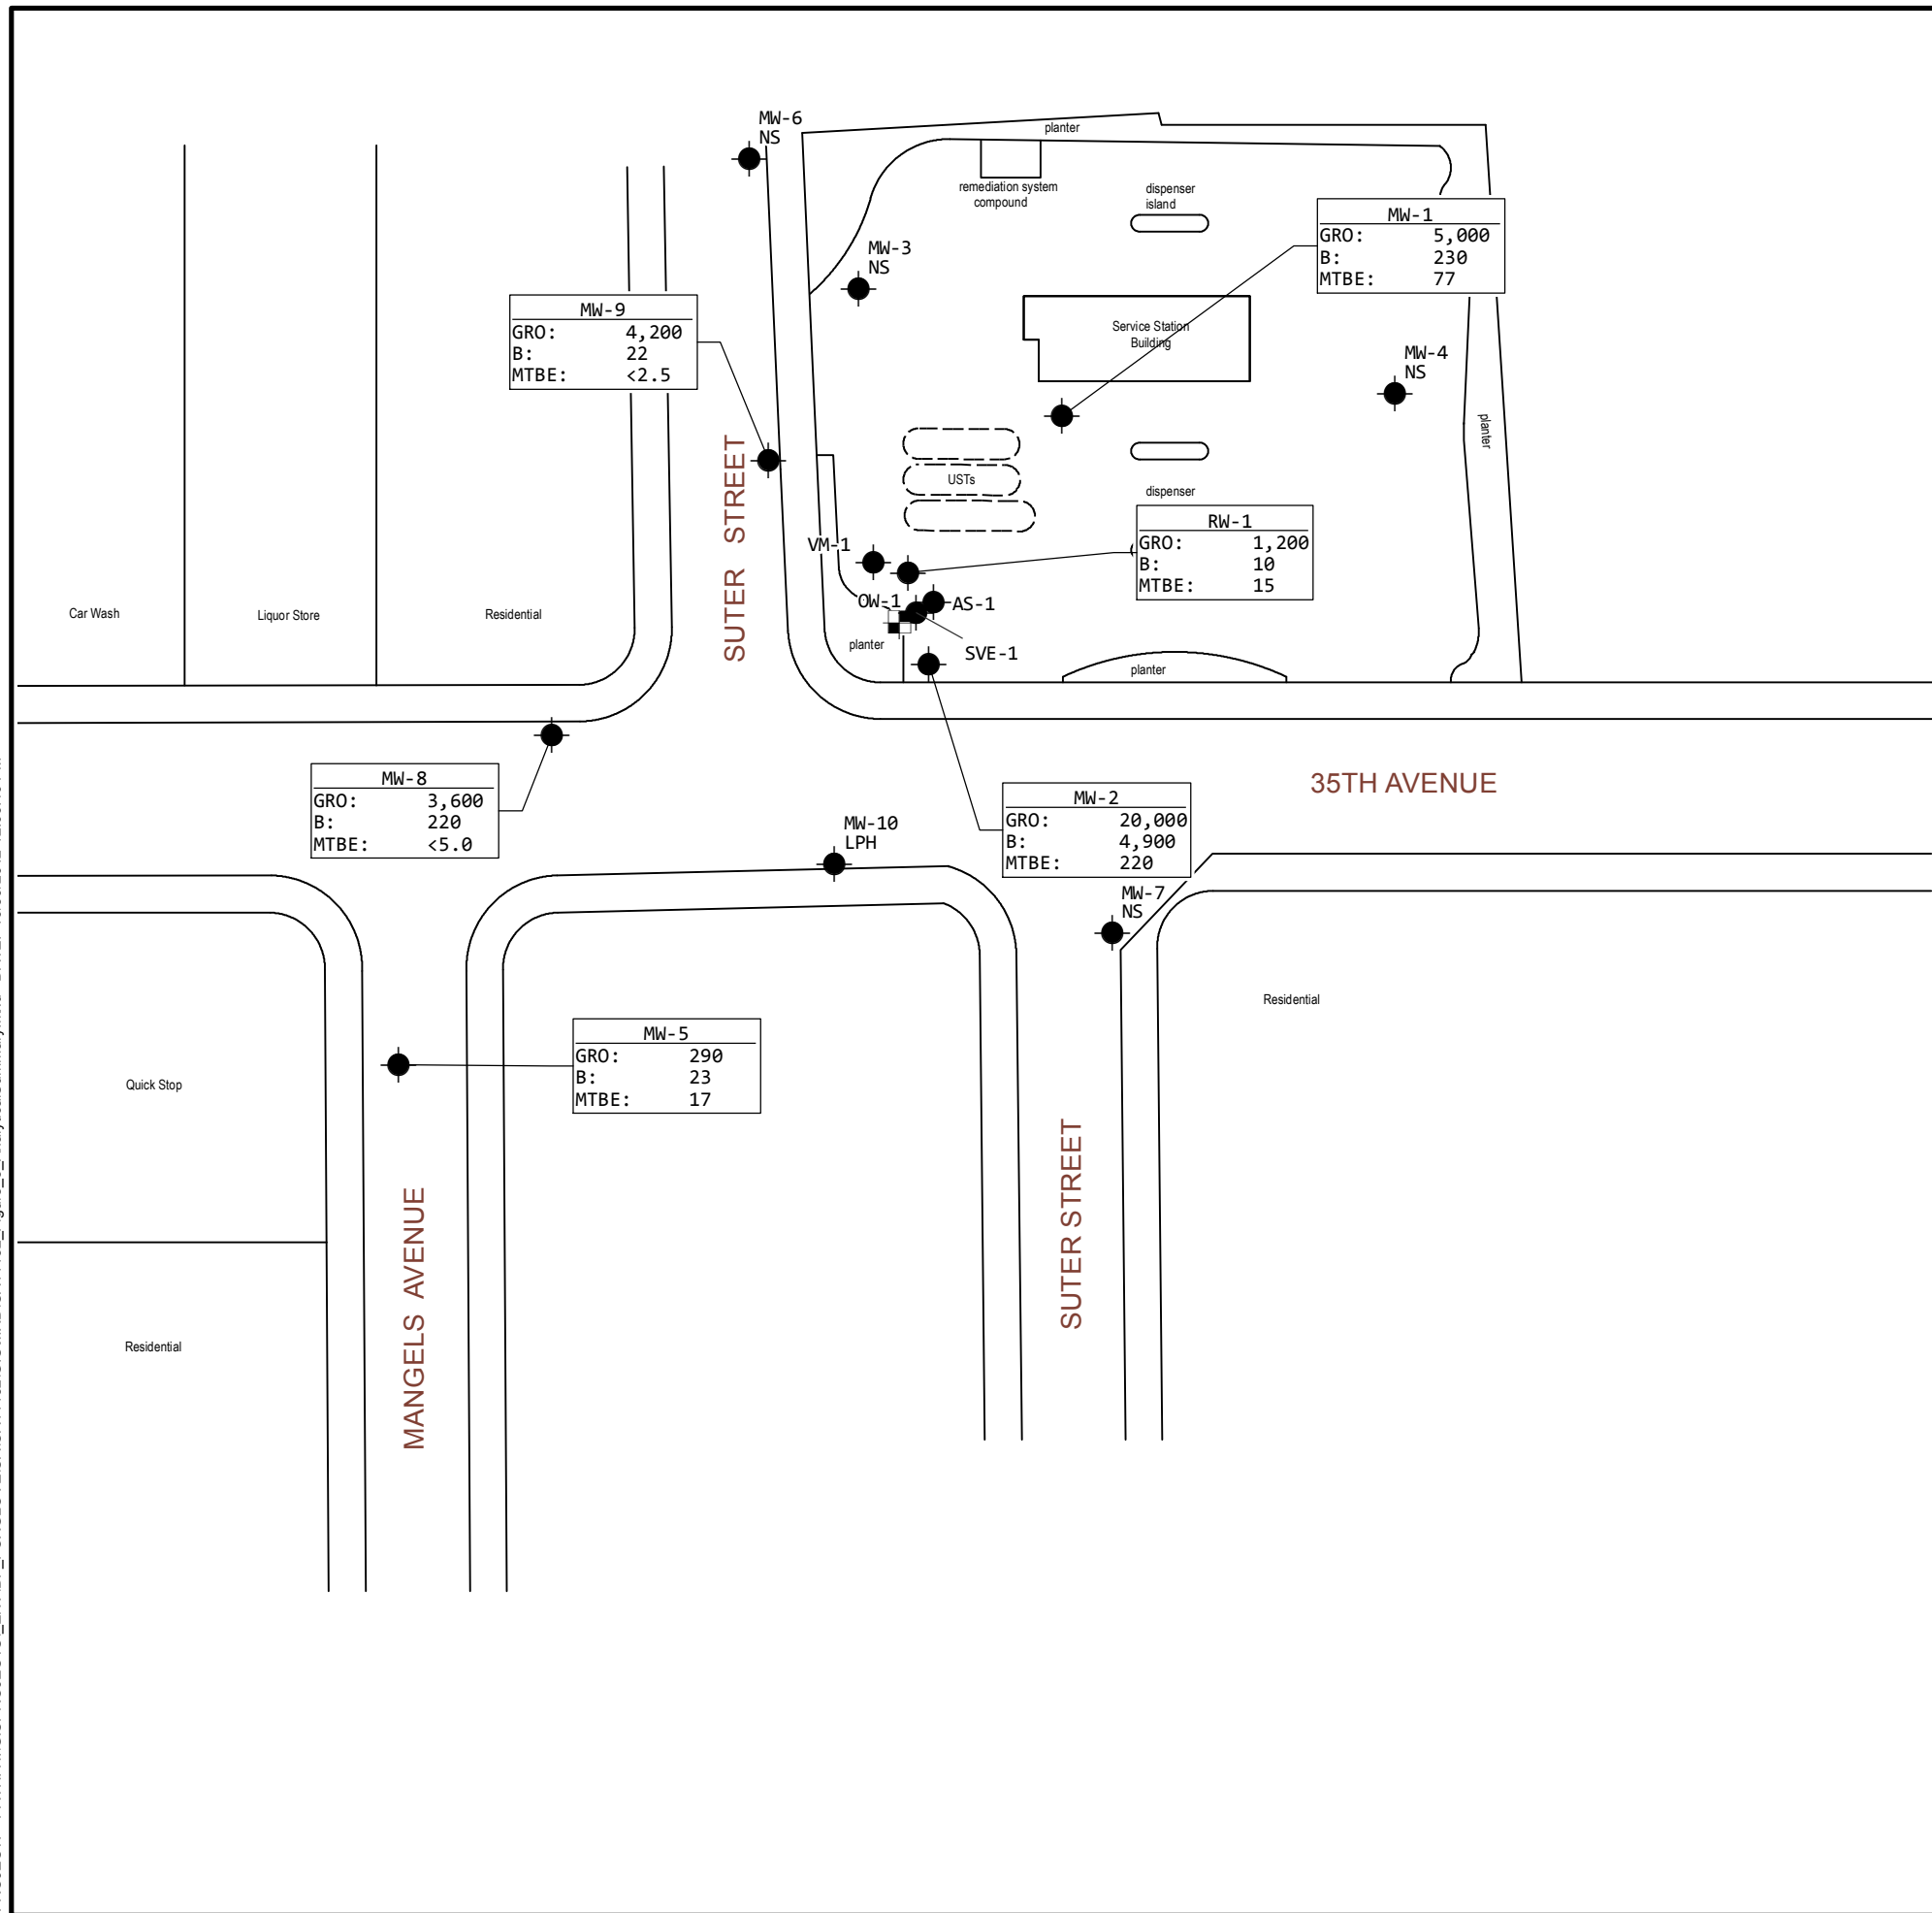 MW-6
NS
planter
remediation system
compound
dispenser
island
MW-1
GRO: 5,000
B: 230
MTBE: 77
MW-3
NS
MW-9
GRO: 4,200
B: 22
MTBE: <2.5
Service Station
Building
MW-4
NS
planter
SUTER STREET
USTs
dispenser
RW-1
GRO: 1,200
B: 10
MTBE: 15
VM-1
OW-1
AS-1
SVE-1
planter
planter
Car Wash
Liquor Store
Residential
MW-8
GRO: 3,600
B: 220
MTBE: <5.0
35TH AVENUE
MW-2
GRO: 20,000
B: 4,900
MTBE: 220
MW-10
LPH
MW-7
NS
Residential
MW-5
GRO: 290
B: 23
MTBE: 17
Quick Stop
SUTER STREET
MANGELS AVENUE
Residential